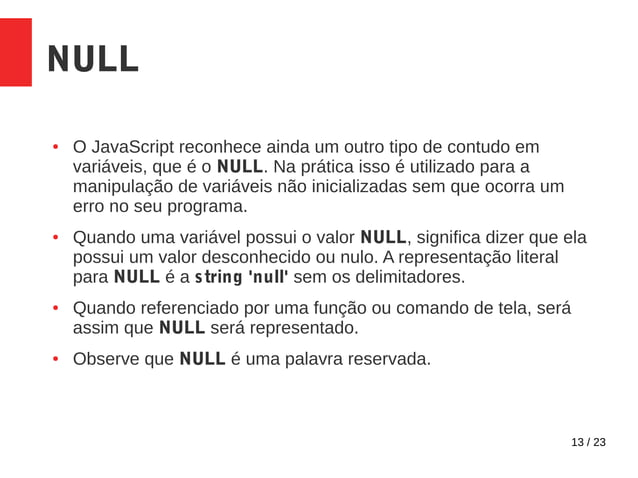 NULL
• O JavaScript reconhece ainda um outro tipo de contudo em
variáveis, que é o NULL. Na prática isso é utilizado para a
manipulação de variáveis não inicializadas sem que ocorra um
erro no seu programa.
• Quando uma variável possui o valor NULL, significa dizer que ela
possui um valor desconhecido ou nulo. A representação literal
para NULL é a string 'null' sem os delimitadores.
• Quando referenciado por uma função ou comando de tela, será
assim que NULL será representado.
• Observe que NULL é uma palavra reservada.
13 / 23